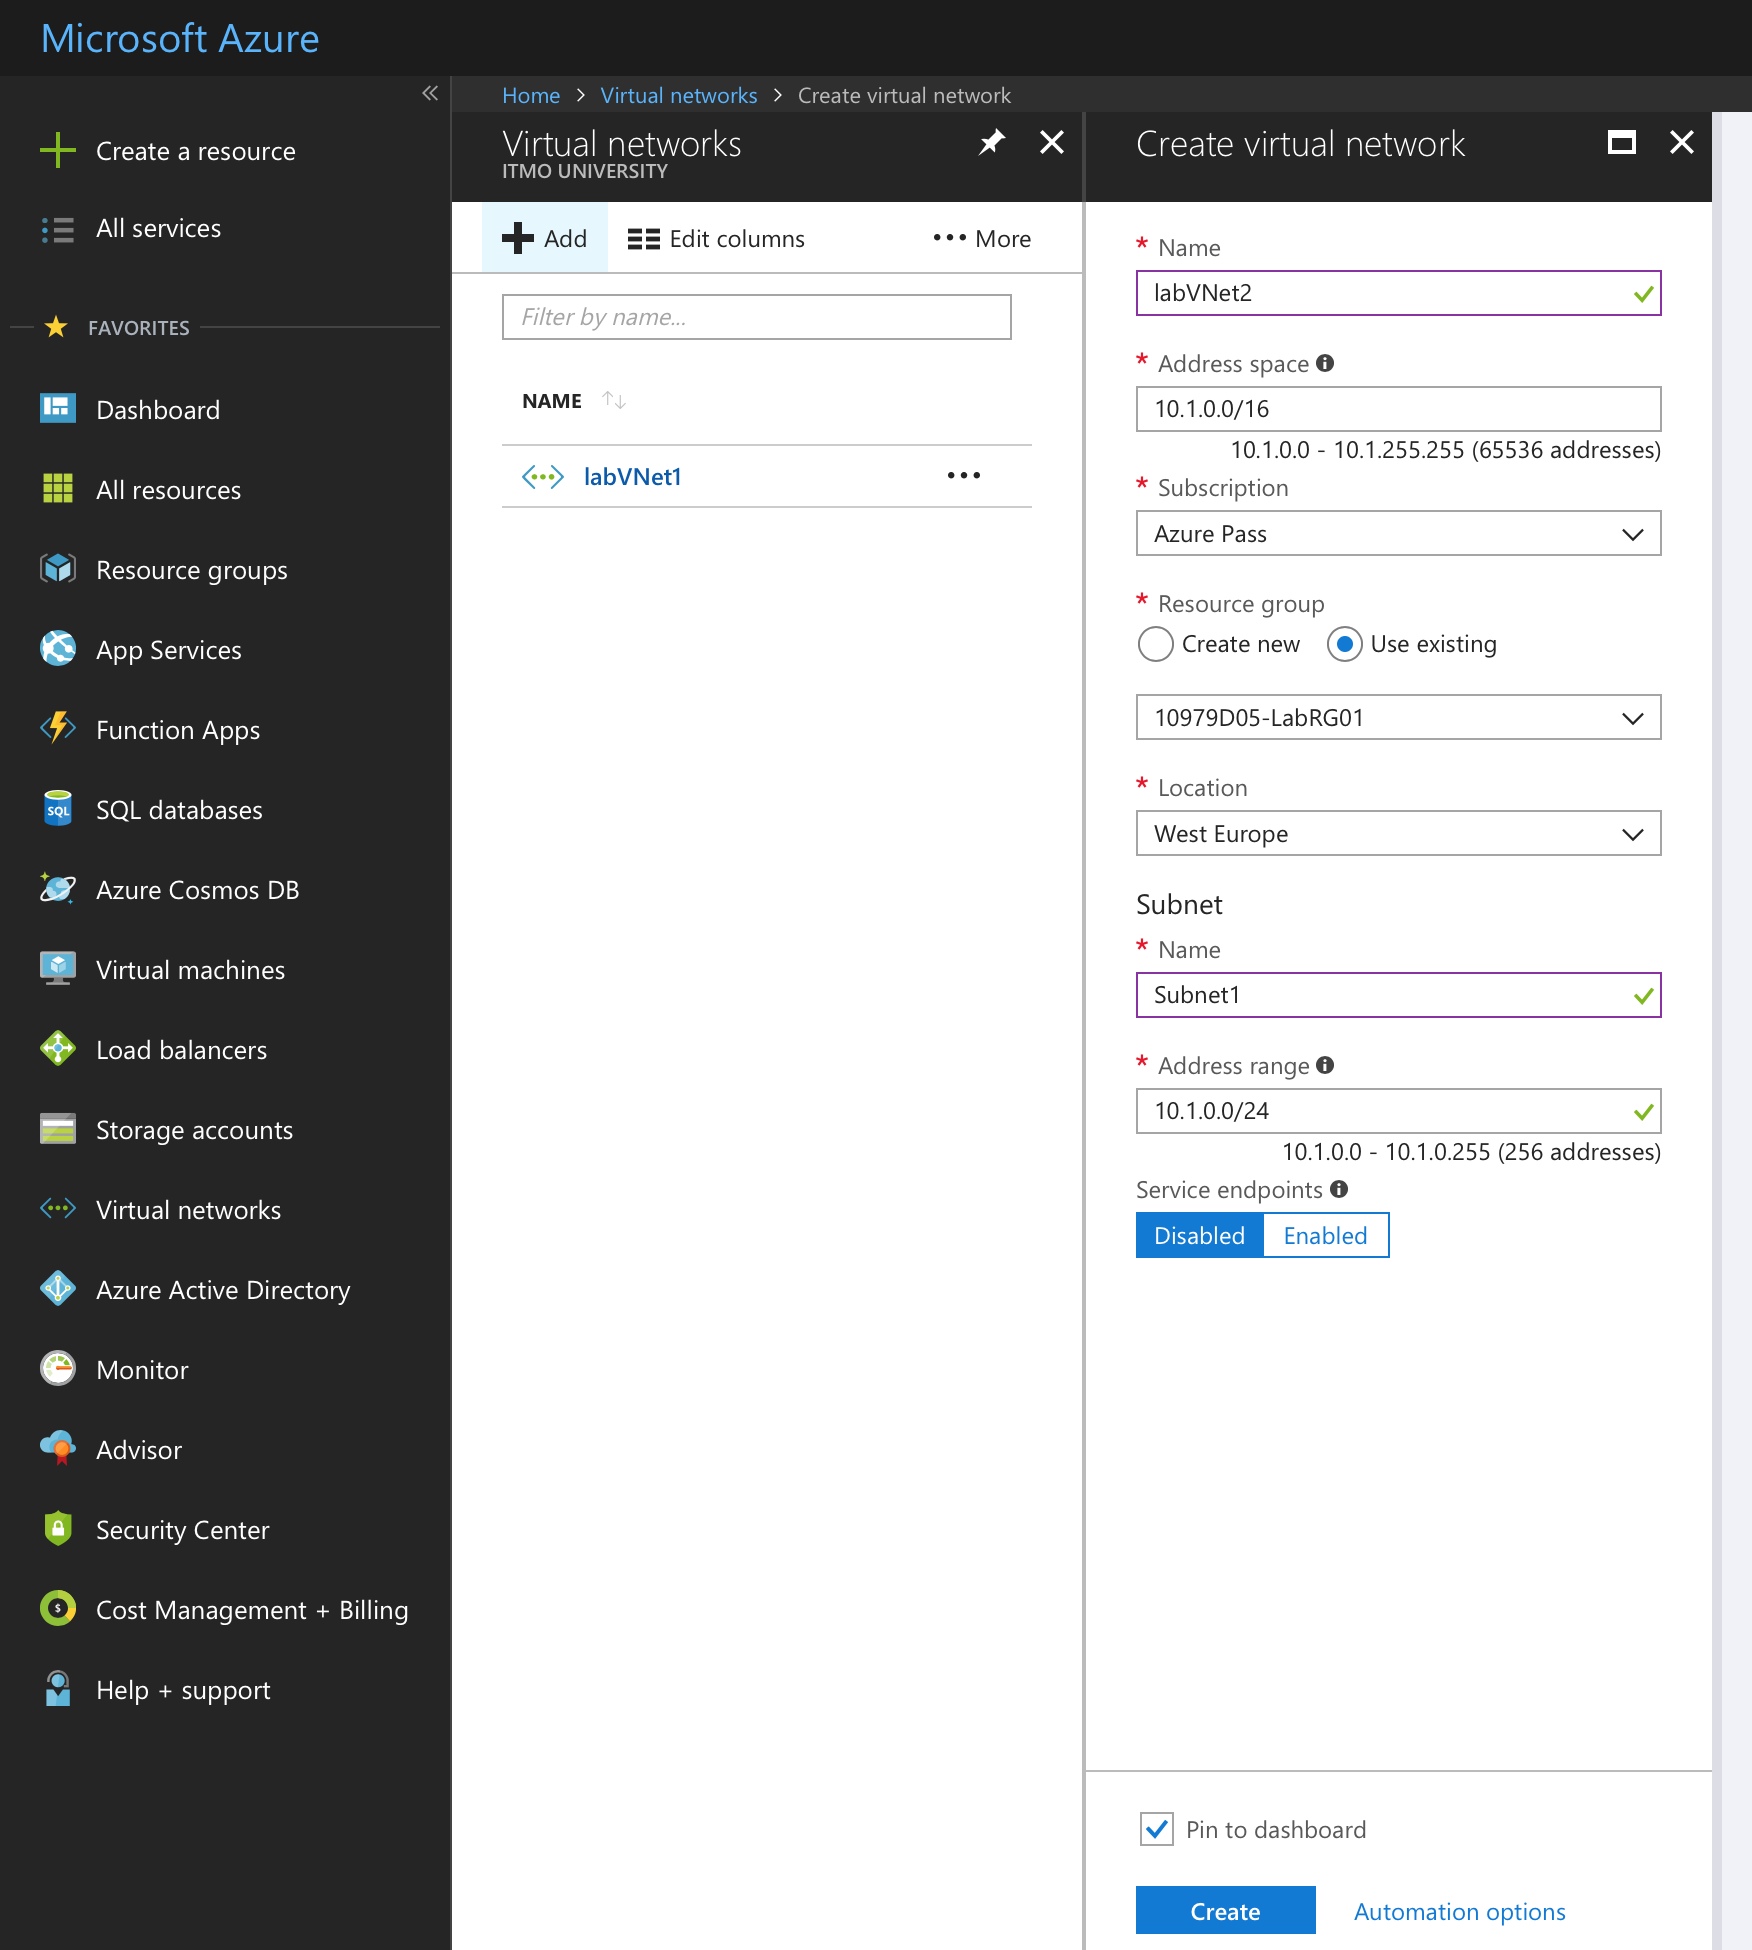 Microsoft Azure
Create a resource
All services
FAVORITES
Dashboard
All resources
Resource groups
App Services
Function Apps
SQL
SQL databases
Azure Cosmos DB
Virtual machines
Load balancers
Storage accounts
Virtual networks
Azure Active Directory
Monitor
Advisor
Security Center
$
Cost Management + Billing
Help + support
Home > Virtual networks > Create virtual network
Virtual networks
ITMO UNIVERSITY
Add
Edit columns
More
Filter by name...
NAME
labVNet1
Create virtual network
* Name
labVNet2
* Address space
10.1.0.0/16
10.1.0.0 - 10.1.255.255 (65536 addresses)
* Subscription
Azure Pass
* Resource group
Create new Use existing
10979D05-LabRG01
* Location
West Europe
Subnet
* Name
Subnet1
* Address range
10.1.0.0/24
10.1.0.0 - 10.1.0.255 (256 addresses)
Service endpoints
Disabled Enabled
Pin to dashboard
Create Automation options